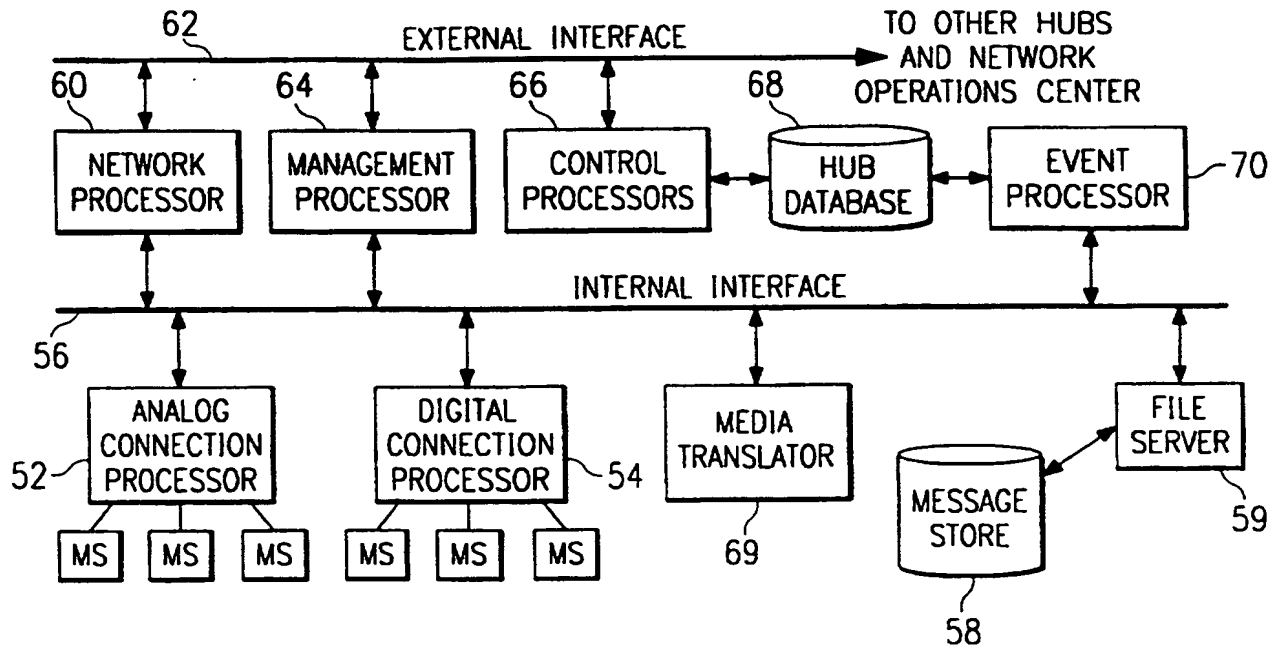 62
EXTERNAL INTERFACE
TO OTHER HUBS
AND NETWORK
OPERATIONS CENTER
60
64
66
68
NETWORK
PROCESSOR
MANAGEMENT
PROCESSOR
CONTROL
PROCESSORS
HUB
DATABASE
EVENT
PROCESSOR
70
INTERNAL INTERFACE
56
ANALOG
CONNECTION
PROCESSOR
52
DIGITAL
CONNECTION
PROCESSOR
54
MEDIA
TRANSLATOR
69
FILE
SERVER
59
MESSAGE
STORE
58
MS
MS
MS
MS
MS
MS